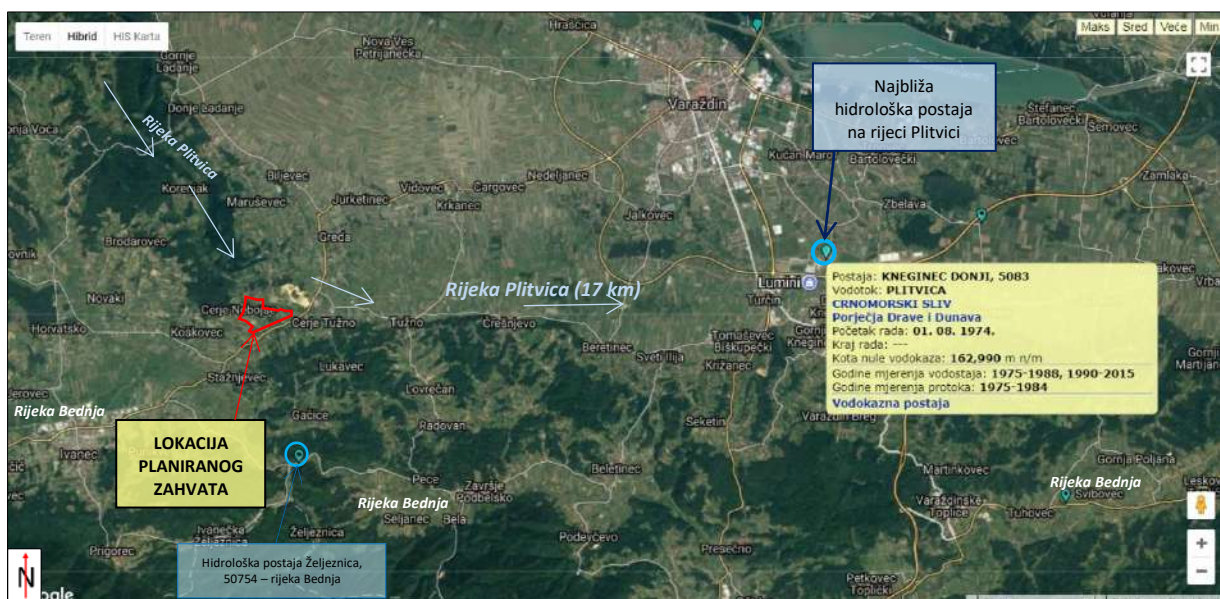 Teren Hibrid HiS Karta
Maks Sred Veće Min
Hrašćica
Nova Ves
Petrijanečka
Gornje
Ladanje
Donje Ladanje
Varaždin
Najbliža
hidrološka postaja
na rijeci Plitvici
Štefanec
Bartolovečki
Šemovec
Rijeka Plitvica
Biljevec
Korenjak
Maruševec
Jurketinec
Vidovec
Cargovec
Nedeljanec
Krkanec
Jalkovec
Bartolovečki
Zbelava
Zamlaka
Greda
Brodarovec
Novaki
Rijeka Plitvica (17 km)
Lumini
Turčin
Cerje Nebojse
Horvatsko
Koškovec
Cerje Tužno
Tužno
Črešnjevo
Beretinec
Sveti Ilija
Tomaševec
Biškupečki
Križanec
Postaja: KNEGINEC DONJI, 5083
Vodotok: PLITVICA
CRNOMORSKI SLIV
Porječja Drave i Dunava
Početak rada: 01. 08. 1974.
Kraj rada: ---
Kota nule vodokaza: 162,990 m n/m
Godine mjerenja vodostaja: 1975-1988, 1990-2015
Godine mjerenja protoka: 1975-1984
Vodokazna postaja
Stažnjevec
Lukavec
Lovrečan
Rijeka Bednja
Ivanec
Gačice
Radovan
Seketin
Varaždin Breg
LOKACIJA
PLANIRANOG
ZAHVATA
Beletinec
Martinkovec
Gornja Poljana
Pece
Završje
Podbelsko
Rijeka Bednja
Seljanec
Bela
Varaždinske
Toplice
Tuhovec
Rijeka Bednja
Svibovec
Ivanečka
Željeznica
Željeznica
Podevčevo
Presečno
Prigorec
Hidrološka postaja Željeznica,
50754 – rijeka Bednja
Petkovec
Toplički
N